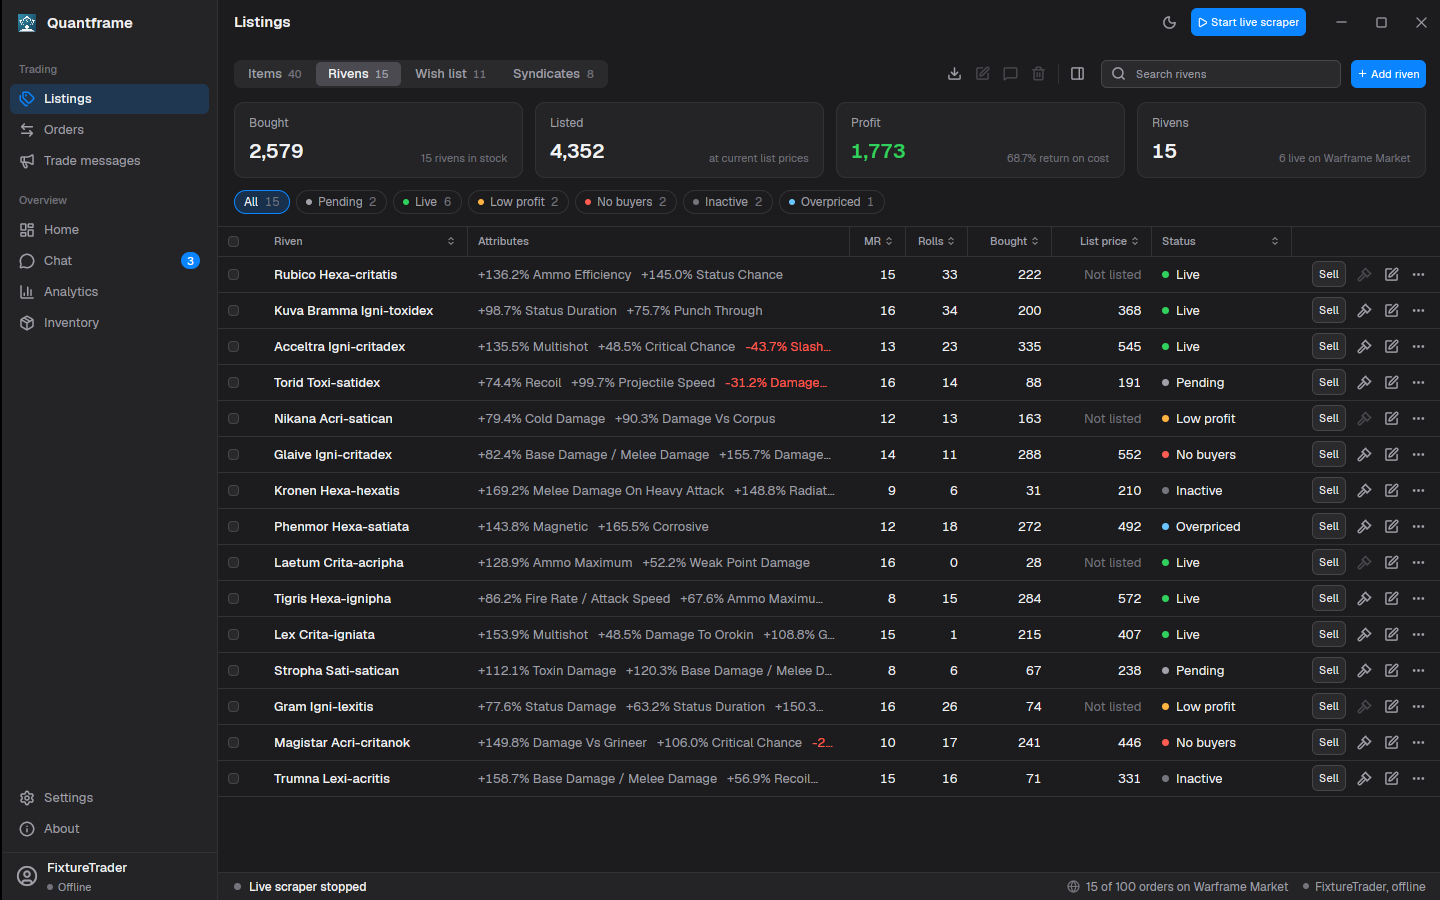 Quantframe
Listings
Start live scraper
Trading
Listings
Orders
Trade messages
Overview
Home
Chat 3
Analytics
Inventory
Settings
About
FixtureTrader
Offline
Items 40 Rivens 15 Wish list 11 Syndicates 8
Search rivens
+ Add riven
Bought
2,579 15 rivens in stock
Listed
4,352 at current list prices
Profit
1,773 68.7% return on cost
Rivens
15 6 live on Warframe Market
All 15 Pending 2 Live 6 Low profit 2 No buyers 2 Inactive 2 Overpriced 1
Riven Attributes MR Rolls Bought List price Status
Rubico Hexa-critatis +136.2% Ammo Efficiency +145.0% Status Chance 15 33 222 Not listed Live Sell
Kuva Bramma Igni-toxidex +98.7% Status Duration +75.7% Punch Through 16 34 200 368 Live Sell
Acceltra Igni-critadex +135.5% Multishot +48.5% Critical Chance -43.7% Slash... 13 23 335 545 Live Sell
Torid Toxi-satidex +74.4% Recoil +99.7% Projectile Speed -31.2% Damage... 16 14 88 191 Pending Sell
Nikana Acri-satican +79.4% Cold Damage +90.3% Damage Vs Corpus 12 13 163 Not listed Low profit Sell
Glaive Igni-critadex +82.4% Base Damage / Melee Damage +155.7% Damage... 14 11 288 552 No buyers Sell
Kronen Hexa-hexatis +169.2% Melee Damage On Heavy Attack +148.8% Radiat... 9 6 31 210 Inactive Sell
Phenmor Hexa-satiata +143.8% Magnetic +165.5% Corrosive 12 18 272 492 Overpriced Sell
Laetum Crita-acripha +128.9% Ammo Maximum +52.2% Weak Point Damage 16 0 28 Not listed Live Sell
Tigris Hexa-ignipha +86.2% Fire Rate / Attack Speed +67.6% Ammo Maximu... 8 15 284 572 Live Sell
Lex Crita-igniata +153.9% Multishot +48.5% Damage To Orokin +108.8% G... 15 1 215 407 Live Sell
Stropha Sati-satican +112.1% Toxin Damage +120.3% Base Damage / Melee D... 8 6 67 238 Pending Sell
Gram Igni-lexitis +77.6% Status Damage +63.2% Status Duration +150.3... 16 26 74 Not listed Low profit Sell
Magistar Acri-critanok +149.8% Damage Vs Grineer +106.0% Critical Chance -2... 10 17 241 446 No buyers Sell
Trumna Lexi-acritis +158.7% Base Damage / Melee Damage +56.9% Recoil... 15 16 71 331 Inactive Sell
Live scraper stopped
15 of 100 orders on Warframe Market
FixtureTrader, offline